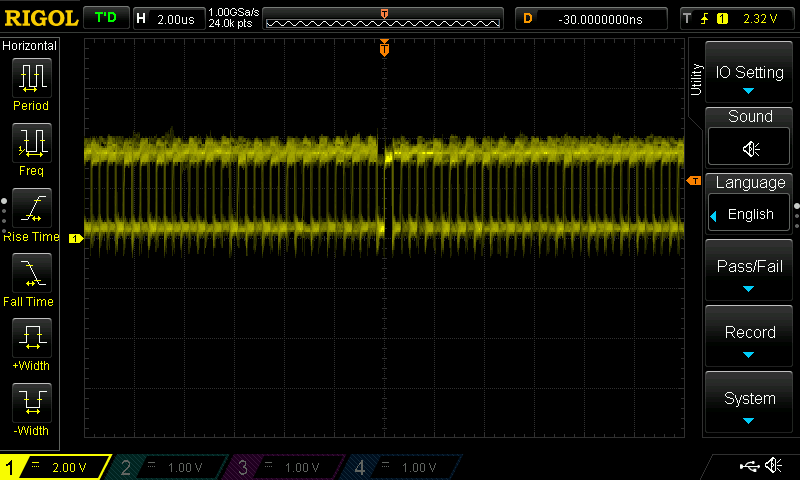 RIGOL T'D H 2.00us 1.00GSa/s 24.0k pts T D -30.0000000ns T 1 2.32 V
Horizontal
Period
Freq
Rise Time
Fall Time
+Width
-Width
T
T
1
Utility
IO Setting
Sound
Language
English
Pass/Fail
Record
System
1 2.00 V 2 1.00 V 3 1.00 V 4 1.00 V